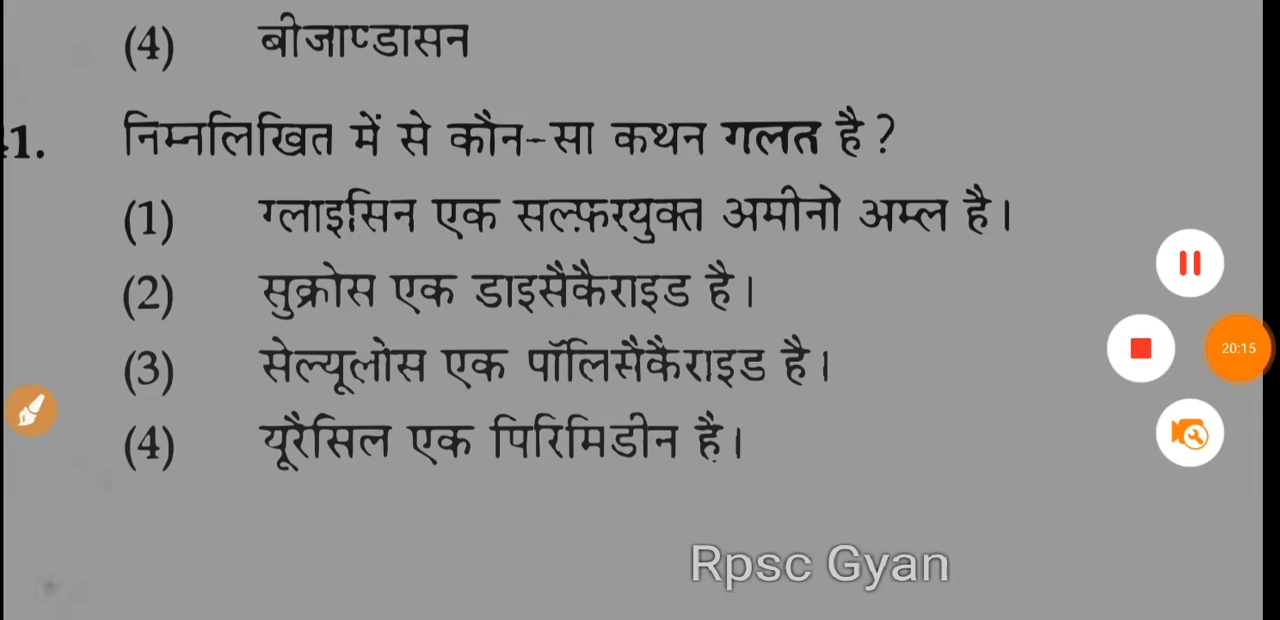 (4) बीजाण्डासन
1. निम्नलिखित में से कौन-सा कथन गलत है ?
(1) ग्लाइसिन एक सल्फ़रयुक्त अमीनो अम्ल है।
(2) सुक्रोस एक डाइसैकैराइड है।
(3) सेल्यूलोस एक पॉलिसैकैराइड है।
20:15
(4) यूरैसिल एक पिरिमिडीन है।
Rpsc Gyan